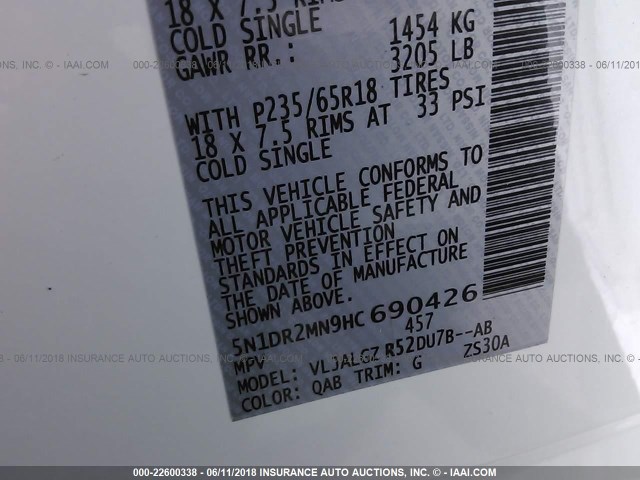 18 X 7.5 RIMS
COLD SINGLE
GAWR RR.: 1454 KG
3205 LB
WITH P235/65R18 TIRES
18 X 7.5 RIMS AT 33 PSI
COLD SINGLE
THIS VEHICLE CONFORMS TO
ALL APPLICABLE FEDERAL
MOTOR VEHICLE SAFETY AND
THEFT PREVENTION
STANDARDS IN EFFECT ON
THE DATE OF MANUFACTURE
SHOWN ABOVE.
5N1DR2MN9HC690426
MPV 457
MODEL: R52DU7B--AB
COLOR: QAB TRIM: G ZS30A
000-22600338 - 06/11/2018 INSURANCE AUTO AUCTIONS, INC. - © - IAAI.COM